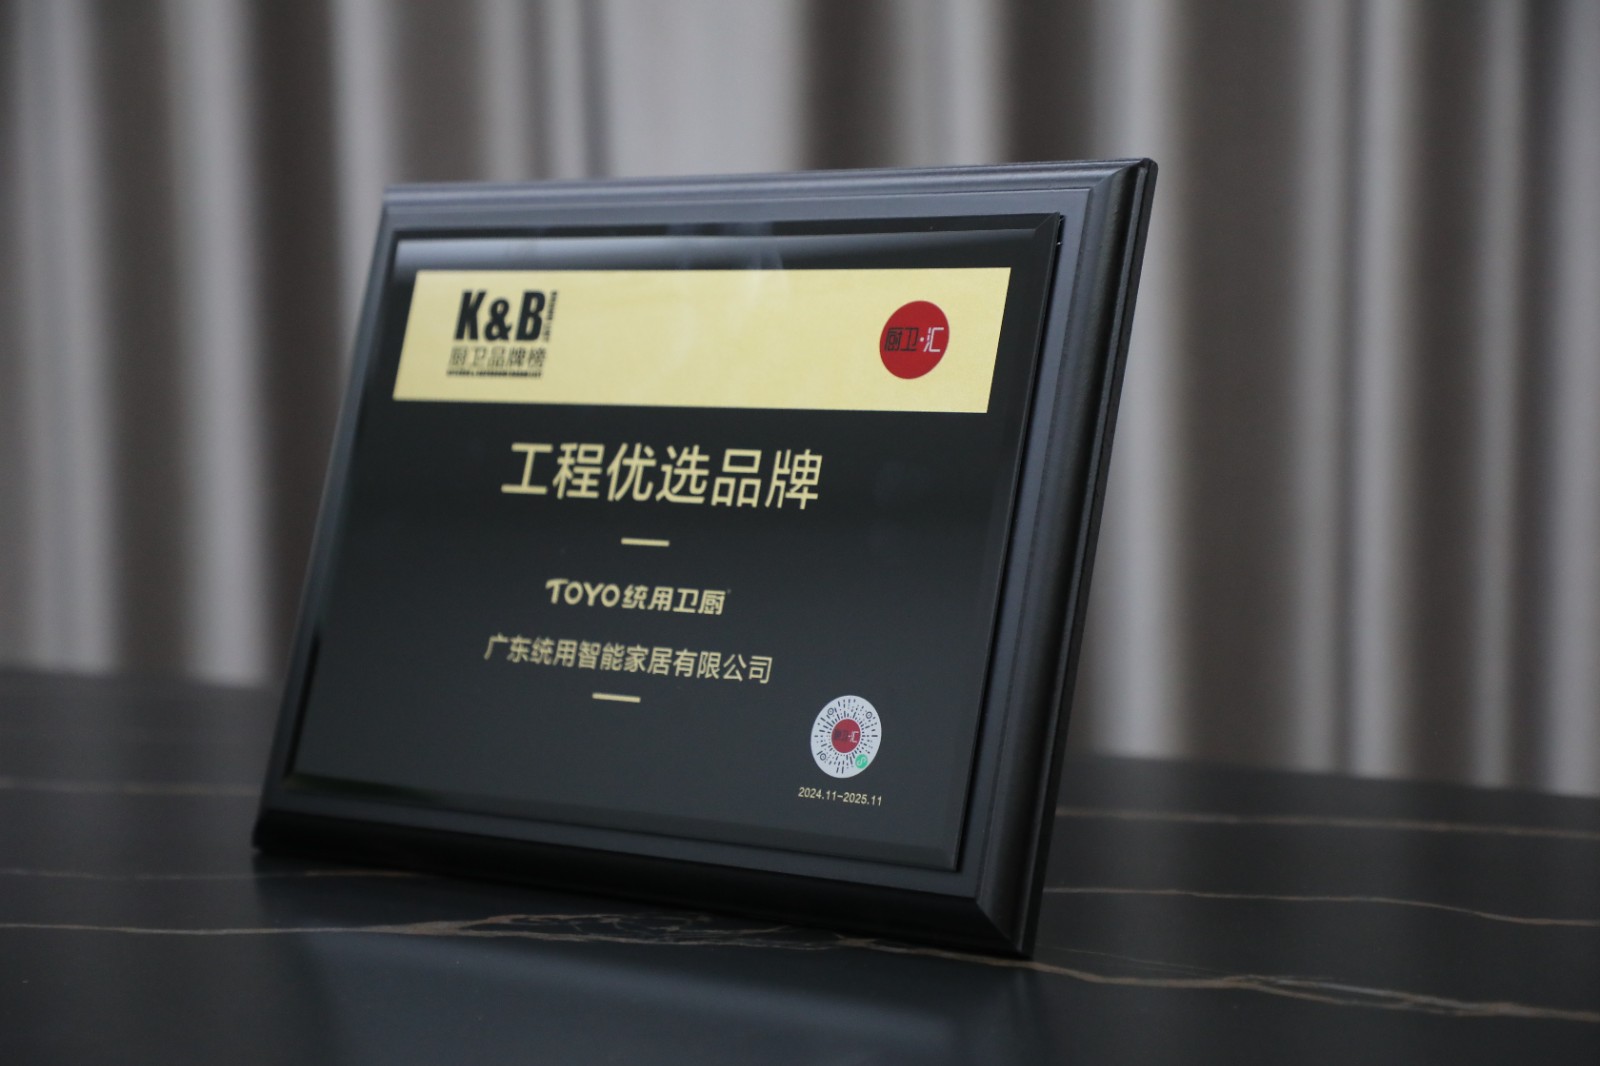 K&B
厨卫品牌榜
厨卫·汇
工程优选品牌
TOYO统用卫厨
广东统用智能家居有限公司
2024.11-2025.11